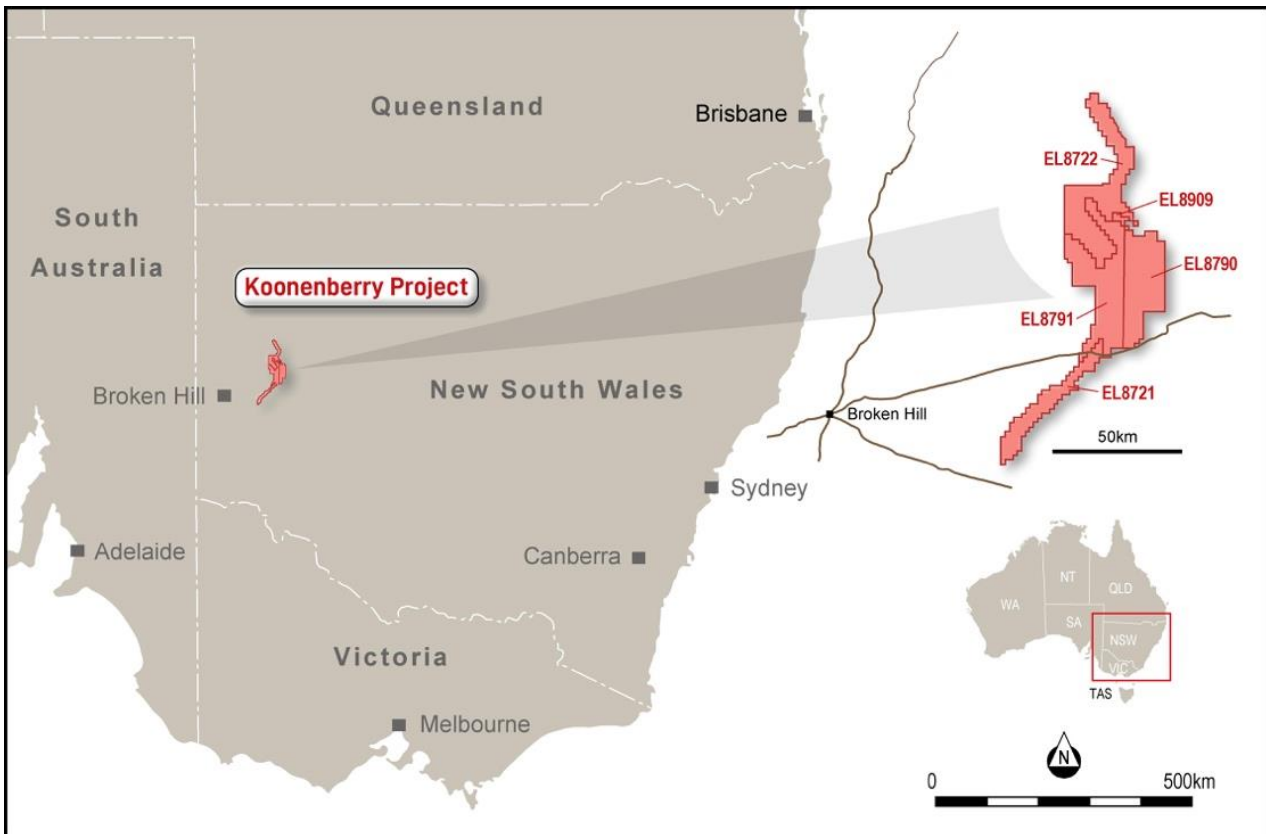 Queensland
Brisbane
South
Australia
Koonenberry Project
Broken Hill
New South Wales
Sydney
Adelaide
Canberra
Victoria
Melbourne
EL8722
EL8909
EL8790
EL8791
EL8721
Broken Hill
50km
NT
QLD
WA
SA
NSW
VIC
TAS
N
0
500km